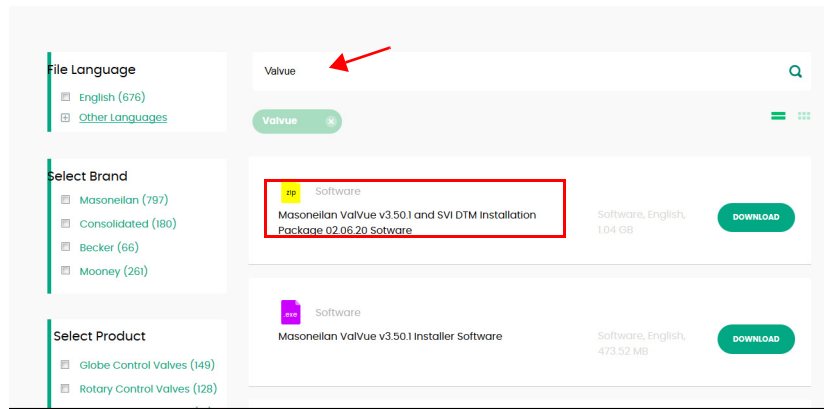 File Language
English (676)
Other Languages
Select Brand
Masoneilan (797)
Consolidated (180)
Becker (66)
Mooney (261)
Select Product
Globe Control Valves (149)
Rotary Control Valves (128)
Valvue
Valvue
zip
Software
Masoneilan ValVue v3.50.1 and SVI DTM Installation
Package 02.06.20 Sotware
Software, English,
1.04 GB
DOWNLOAD
.exe
Software
Masoneilan ValVue v3.50.1 Installer Software
Software, English,
473.52 MB
DOWNLOAD